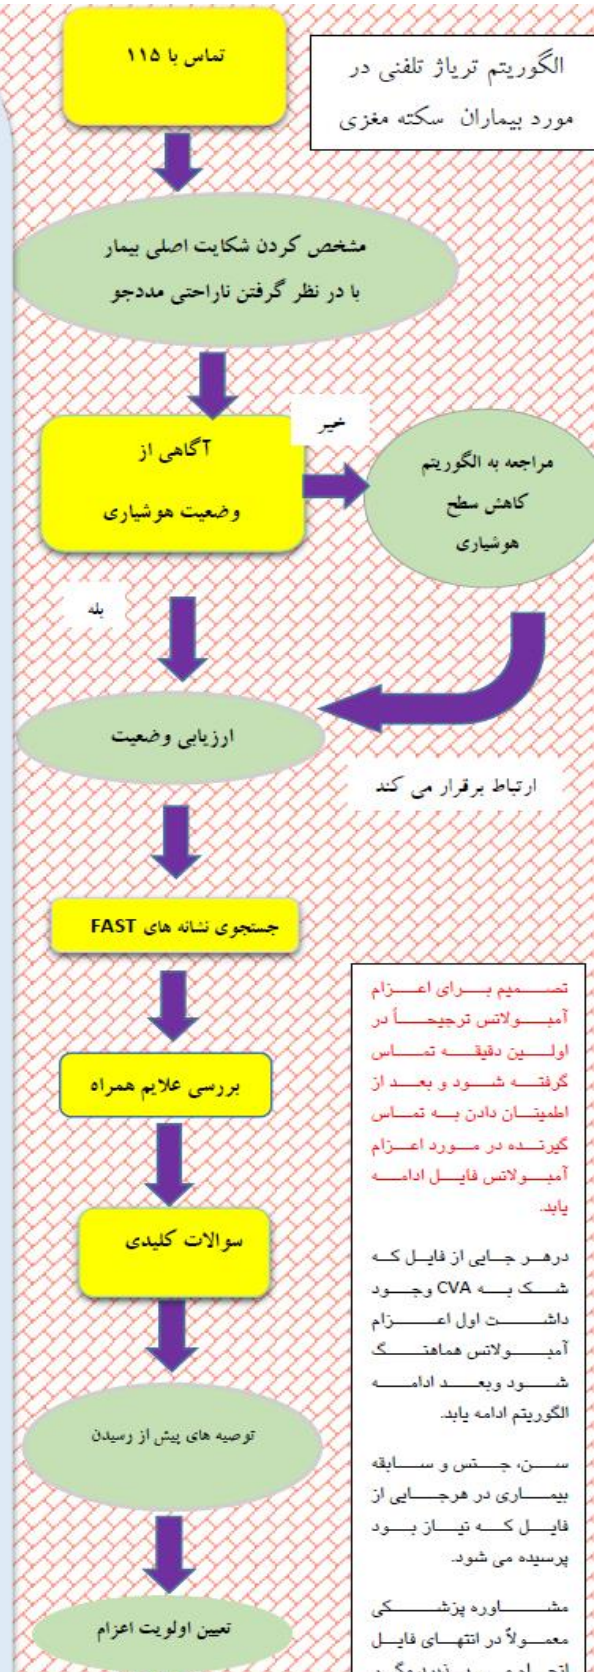 الگوریتم تریاژ تلفنی در
مورد بیماران سکته مغزی
تماس با ۱۱۵
مشخص کردن شکایت اصلی بیمار
با در نظر گرفتن ناراحتی مددجو
آگاهی از
وضعیت هوشیاری
خیر
مراجعه به الگوریتم
کاهش سطح
هوشیاری
بله
ارزیابی وضعیت
ارتباط برقرار می کند
جستجوی نشانه های FAST
بررسی علایم همراه
سوالات کلیدی
توصیه های پیش از رسیدن
تعیین اولویت اعزام
تصمیم برای اعزام
آمبولانس ترجیحاً در
اولین دقیقه تماس
گرفته شود و بعد از
اطمینان دادن به تماس
گیرنده در مورد اعزام
آمبولانس فایل ادامه
یابد.
درهر جایی از فایل که
شک به CVA وجود
داشت اول اعزام
آمبولانس هماهنگ
شود وبعد ادامه
الگوریتم ادامه یابد.
سن، جنس و سابقه
بیماری در هرجایی از
فایل که نیاز بود
پرسیده می شود.
مشاوره پزشکی
معمولاً در انتهای فایل